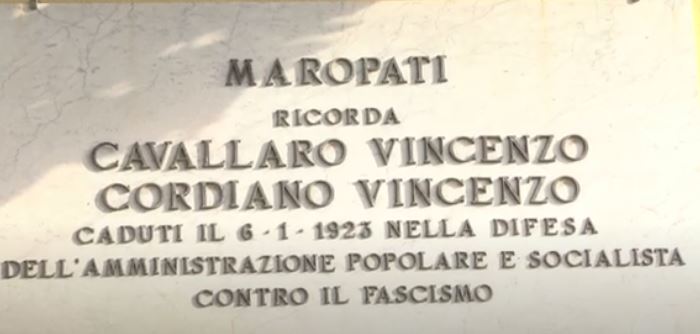 MAROPATI
RICORDA
CAVALLARO VINCENZO
CORDIANO VINCENZO
CADUTI IL 6-1-1923 NELLA DIFESA
DELL'AMMINISTRAZIONE POPOLARE E SOCIALISTA
CONTRO IL FASCISMO